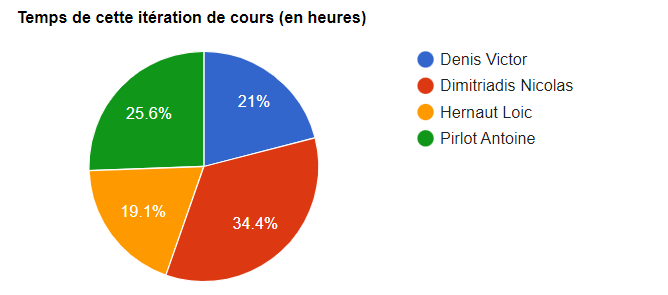 Temps de cette itération de cours (en heures)
Denis Victor
Dimitriadis Nicolas
Hernaut Loic
Pirlot Antoine
21%
25.6%
19.1%
34.4%